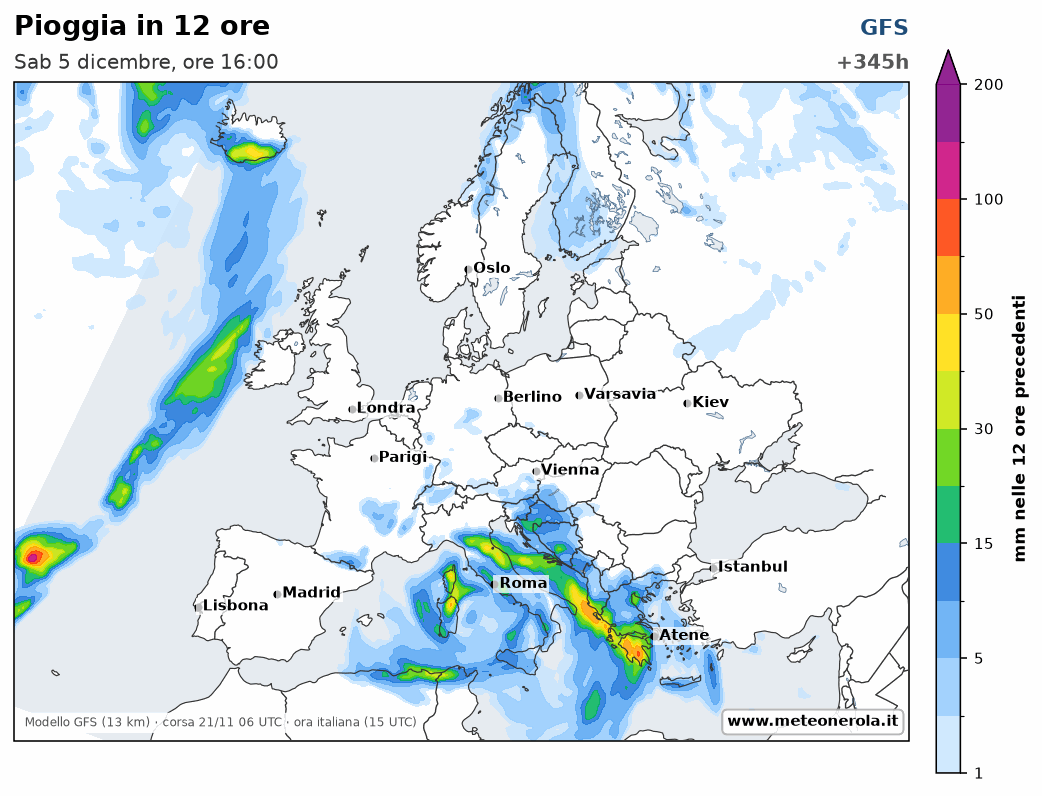 Pioggia in 12 ore
GFS
Sab 5 dicembre, ore 16:00
+345h
200
100
50
30
15
5
1
mm nelle 12 ore precedenti
Oslo
Londra
Berlino
Varsavia
Kiev
Parigi
Vienna
Istanbul
Roma
Madrid
Lisbona
Atene
Modello GFS (13 km) · corsa 21/11 06 UTC · ora italiana (15 UTC)
www.meteonerola.it